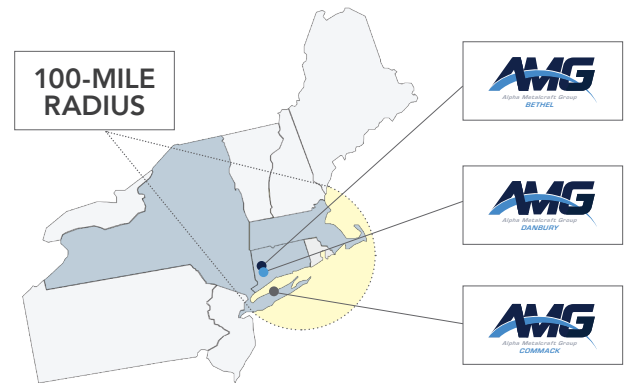 100-MILE
RADIUS
AMG
Alpha Metalcraft Group
BETHEL
AMG
Alpha Metalcraft Group
DANBURY
AMG
Alpha Metalcraft Group
COMMACK